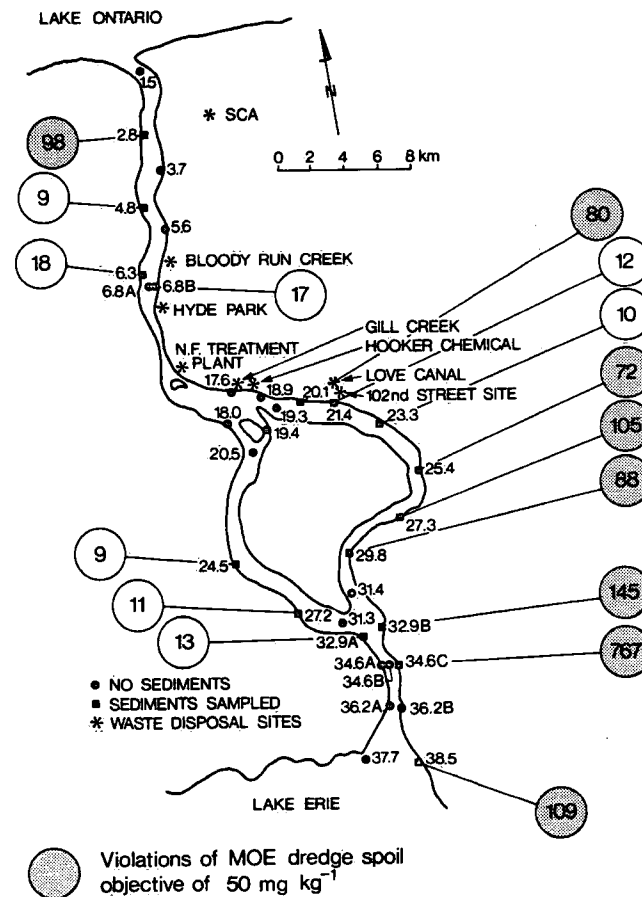 LAKE ONTARIO
1.5
* SCA
N
98
2.8
3.7
0 2 4 6 8 km
9
4.8
80
5.6
* BLOODY RUN CREEK
12
18
6.3
6.8A
6.8B
17
* HYDE PARK
10
GILL CREEK
N.F. TREATMENT
HOOKER CHEMICAL
* PLANT
72
LOVE CANAL
17.6
18.9
20.1
102nd STREET SITE
19.3
21.4
23.3
105
18.0
19.4
20.5
25.4
88
27.3
29.8
9
24.5
31.4
145
11
27.2
31.3
32.9B
13
32.9A
767
34.6A
34.6C
34.6B
● NO SEDIMENTS
■ SEDIMENTS SAMPLED
* WASTE DISPOSAL SITES
36.2A
36.2B
37.7
38.5
LAKE ERIE
109
Violations of MOE dredge spoil
objective of 50 mg kg⁻¹